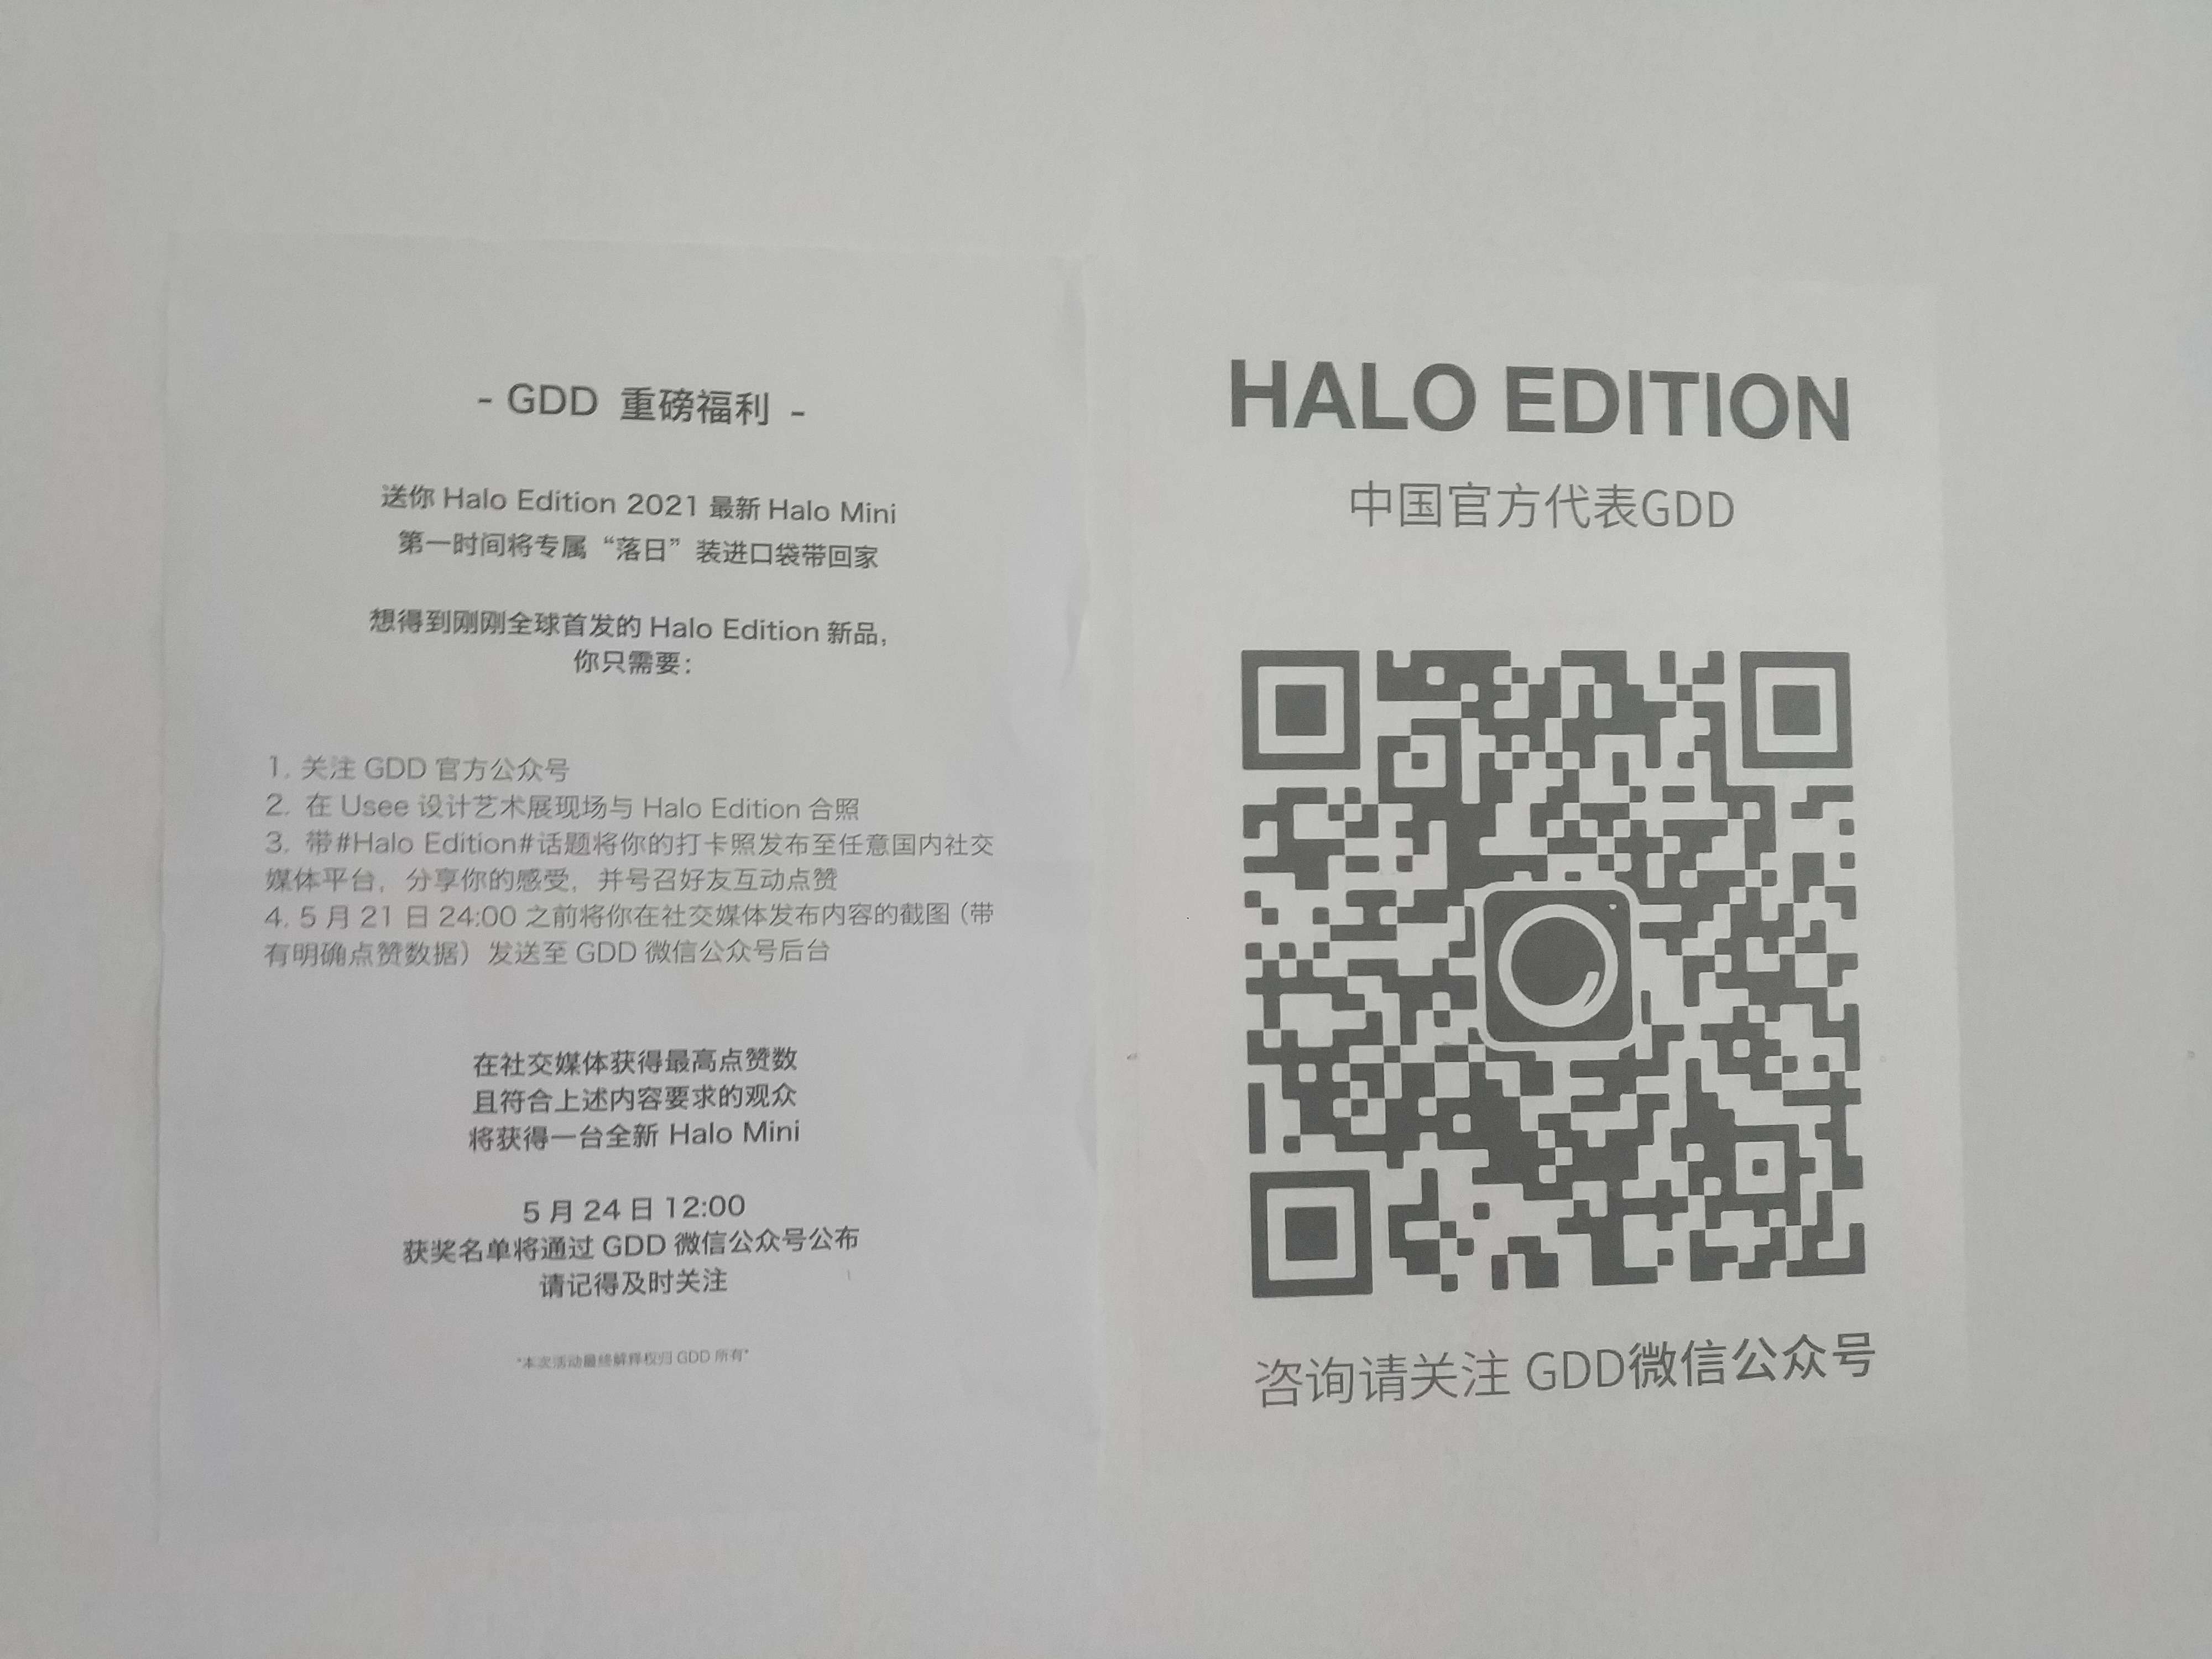 - GDD 重磅福利 -
送你 Halo Edition 2021 最新 Halo Mini
第一时间将专属“落日”装进口袋带回家
想得到刚刚全球首发的 Halo Edition 新品，
你只需要：
1. 关注 GDD 官方公众号
2. 在 Usee 设计艺术展现场与 Halo Edition 合照
3. 带#Halo Edition#话题将你的打卡照发布至任意国内社交
媒体平台，分享你的感受，并号召好友互动点赞
4. 5 月 21 日 24:00 之前将你在社交媒体发布内容的截图（带
有明确点赞数据）发送至 GDD 微信公众号后台
在社交媒体获得最高点赞数
且符合上述内容要求的观众
将获得一台全新 Halo Mini
5 月 24 日 12:00
获奖名单将通过 GDD 微信公众号公布
请记得及时关注
"本次活动最终解释权归 GDD 所有"
HALO EDITION
中国官方代表GDD
咨询请关注 GDD微信公众号